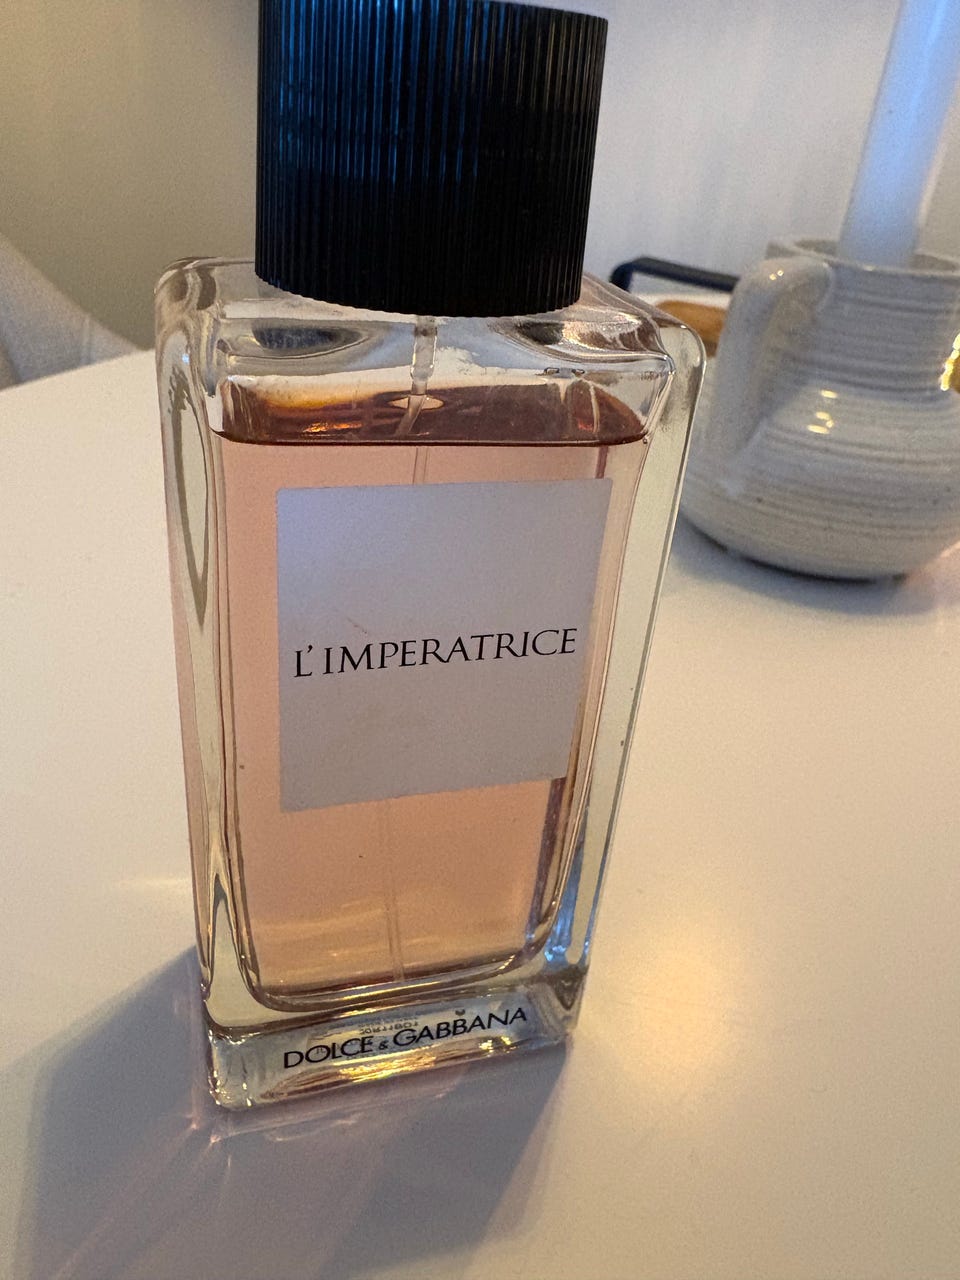 L'IMPERATRICE
DOLCE & GABBANA